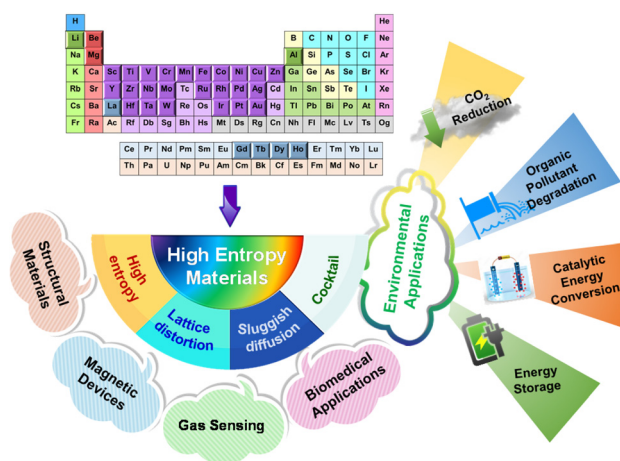 H He
Li Be B C N O F Ne
Na Mg Al Si P S Cl Ar
K Ca Sc Ti V Cr Mn Fe Co Ni Cu Zn Ga Ge As Se Br Kr
Rb Sr Y Zr Nb Mo Tc Ru Rh Pd Ag Cd In Sn Sb Te I Xe
Cs Ba La Hf Ta W Re Os Ir Pt Au Hg Tl Pb Bi Po At Rn
Fr Ra Ac Rf Db Sg Bh Hs Mt Ds Rg Cn Nh Fl Mc Lv Ts Og
Ce Pr Nd Pm Sm Eu Gd Tb Dy Ho Er Tm Yb Lu
Th Pa U Np Pu Am Cm Bk Cf Es Fm Md No Lr
High Entropy
Materials
High
entropy
Lattice
distortion
Sluggish
diffusion
Cocktail
Structural
Materials
Magnetic
Devices
Gas Sensing
Biomedical
Applications
Environmental
Applications
CO2
Reduction
Organic
Pollutant
Degradation
Catalytic
Energy
Conversion
Energy
Storage